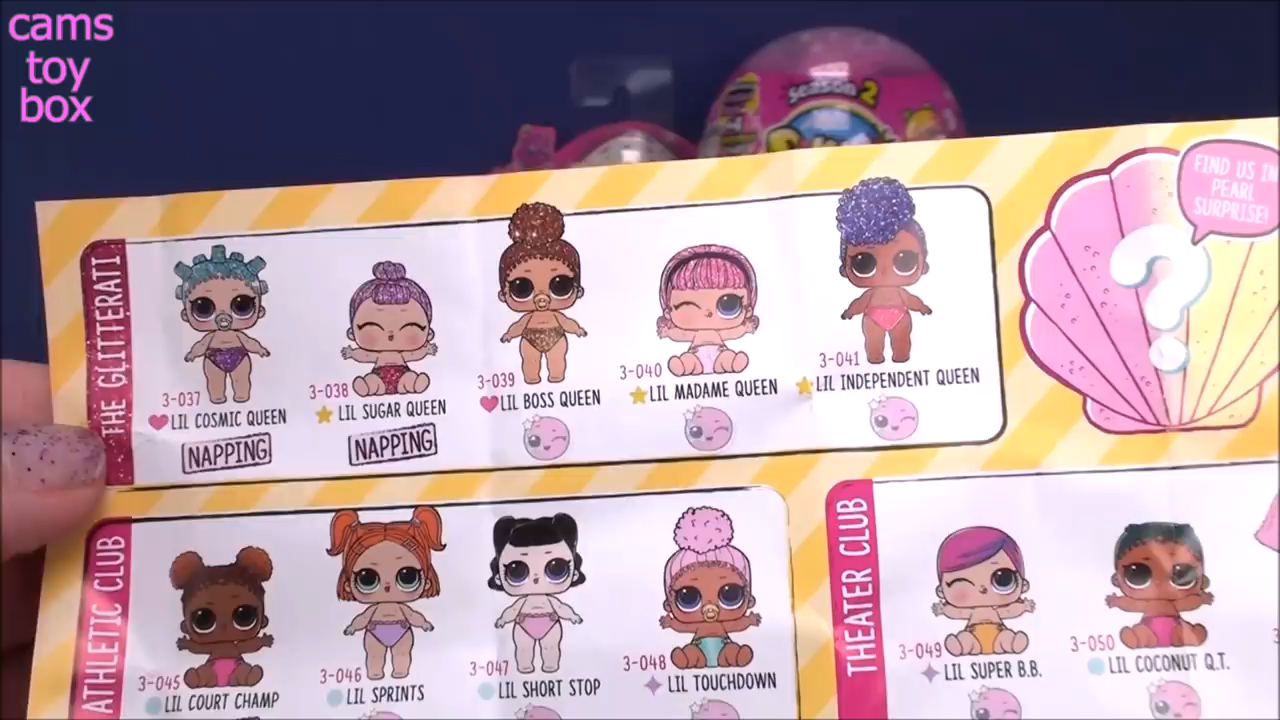 cams
toy
box
season 2
FIND US IN
PEARL
SURPRISE!
THE GLITTERATI
3-037
LIL COSMIC QUEEN
NAPPING
3-038
LIL SUGAR QUEEN
NAPPING
3-039
LIL BOSS QUEEN
3-040
LIL MADAME QUEEN
3-041
LIL INDEPENDENT QUEEN
?
ATHLETIC CLUB
3-045
LIL COURT CHAMP
3-046
LIL SPRINTS
3-047
LIL SHORT STOP
3-048
LIL TOUCHDOWN
THEATER CLUB
3-049
LIL SUPER B.B.
3-050
LIL COCONUT Q.T.